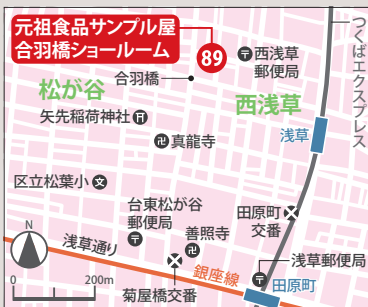 元祖食品サンプル屋
合羽橋ショールーム
89
西浅草
郵便局
つくばエクスプレス
合羽橋
松が谷
西浅草
矢先稲荷神社
浅草
卍
真龍寺
区立松葉小
文
台東松が谷
郵便局
〒
田原町
交番
N
浅草通り
善照寺
卍
浅草郵便局
〒
銀座線
田原町
0 200m
菊屋橋交番